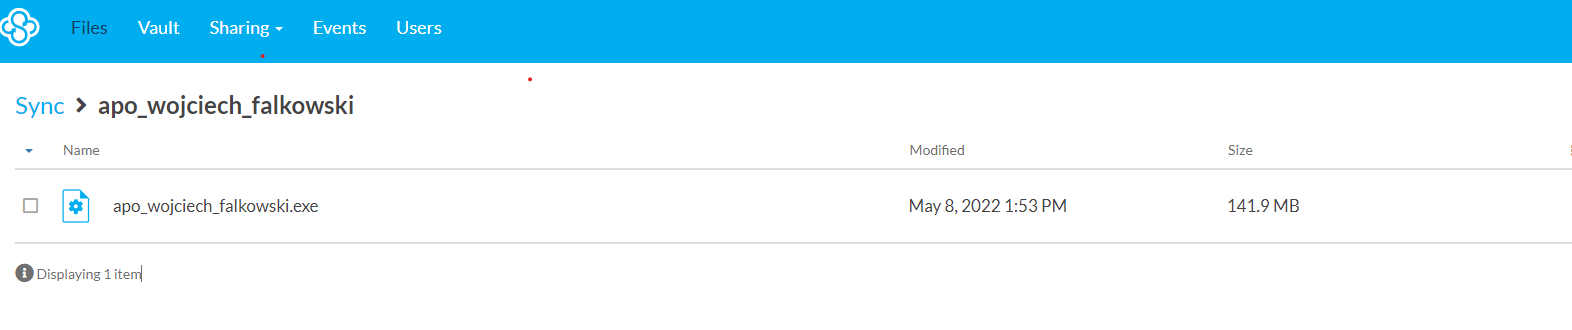 Files Vault Sharing Events Users
Sync apo_wojciech_falkowski
Name Modified Size
apo_wojciech_falkowski.exe May 8, 2022 1:53 PM 141.9 MB
Displaying 1 item